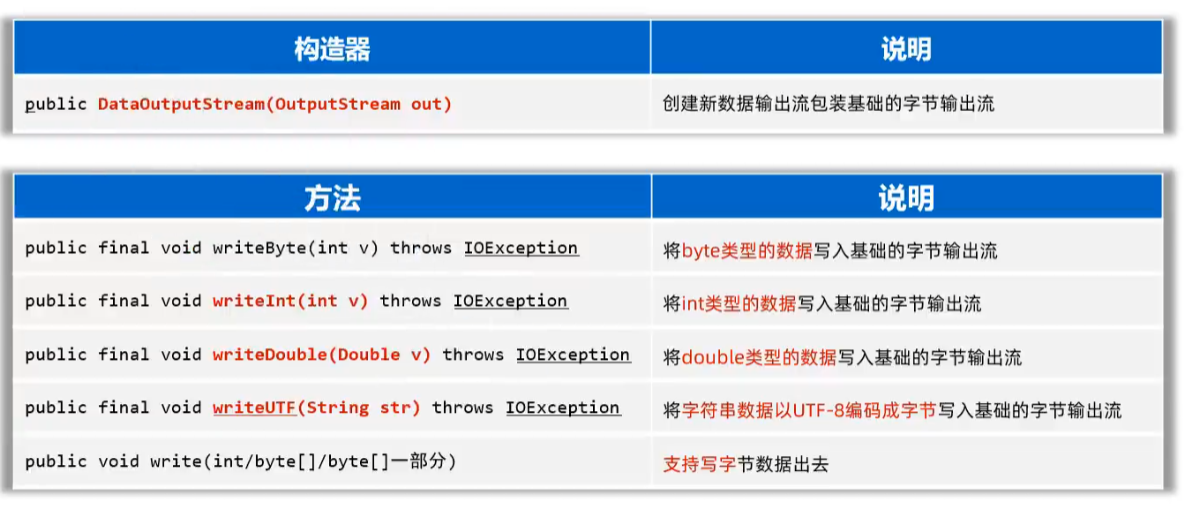 构造器 说明
public DataOutputStream(OutputStream out) 创建新数据输出流包装基础的字节输出流
方法 说明
public final void writeByte(int v) throws IOException 将byte类型的数据写入基础的字节输出流
public final void writeInt(int v) throws IOException 将int类型的数据写入基础的字节输出流
public final void writeDouble(Double v) throws IOException 将double类型的数据写入基础的字节输出流
public final void writeUTF(String str) throws IOException 将字符串数据以UTF-8编码成字节写入基础的字节输出流
public void write(int/byte[]/byte[]一部分) 支持写字节数据出去